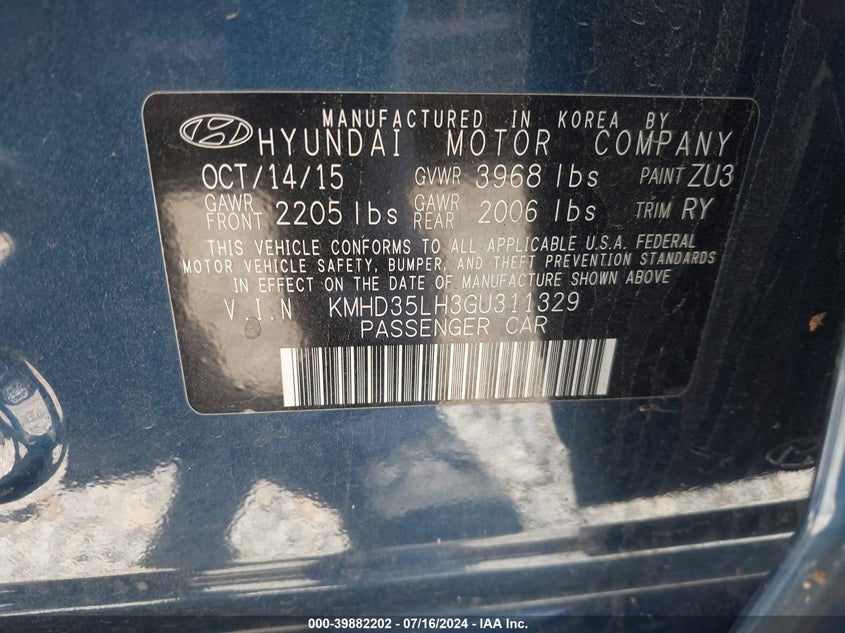 MANUFACTURED IN KOREA BY
HYUNDAI MOTOR COMPANY
OCT/14/15 GVWR 3968 lbs PAINT ZU3
GAWR FRONT 2205 lbs GAWR REAR 2006 lbs TRIM RY
THIS VEHICLE CONFORMS TO ALL APPLICABLE U.S.A. FEDERAL
MOTOR VEHICLE SAFETY, BUMPER, AND THEFT PREVENTION STANDARDS
IN EFFECT ON THE DATE OF MANUFACTURE SHOWN ABOVE
V.I.N KMHD35LH3GU311329
PASSENGER CAR
000-39882202 - 07/16/2024 - IAA Inc.